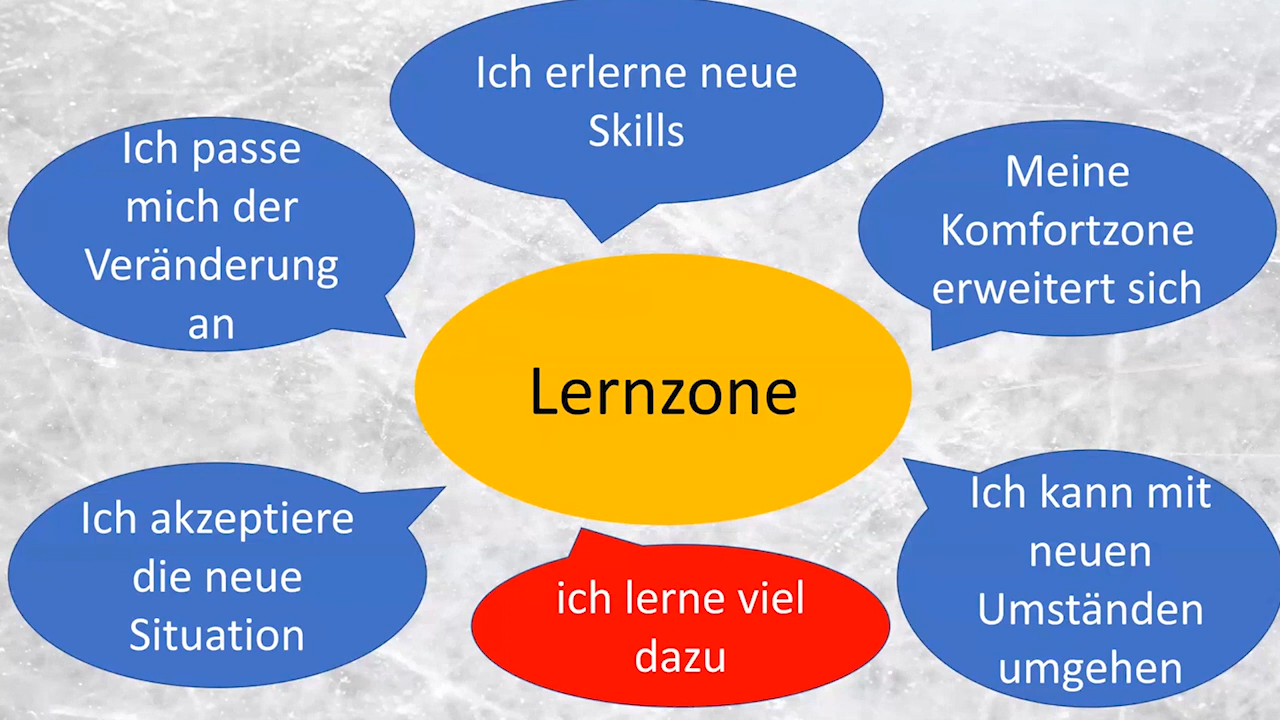 Ich erlerne neue
Skills
Ich passe
mich der
Veränderung
an
Meine
Komfortzone
erweitert sich
Lernzone
Ich akzeptiere
die neue
Situation
ich lerne viel
dazu
Ich kann mit
neuen
Umständen
umgehen